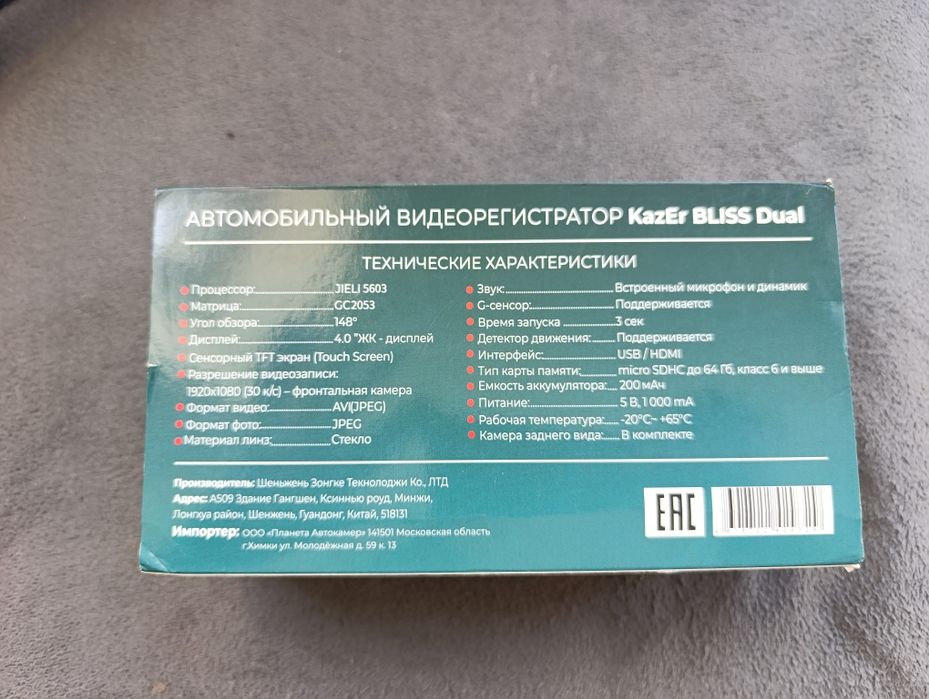 АВТОМОБИЛЬНЫЙ ВИДЕОРЕГИСТРАТОР KazEr BLISS Dual
ТЕХНИЧЕСКИЕ ХАРАКТЕРИСТИКИ
Процессор: JIELI 5603
Матрица: GC2053
Угол обзора: 148°
Дисплей: 4.0 "ЖК - дисплей
Сенсорный TFT экран (Touch Screen)
Разрешение видеозаписи:
1920x1080 (30 к/с) – фронтальная камера
Формат видео: AVI(JPEG)
Формат фото: JPEG
Материал линз: Стекло
Звук: Встроенный микрофон и динамик
G-сенсор: Поддерживается
Время запуска 3 сек
Детектор движения: Поддерживается
Интерфейс: USB / HDMI
Тип карты памяти: micro SDHC до 64 Гб, класс 6 и выше
Емкость аккумулятора: 200 мАч
Питание: 5 В, 1 000 mA
Рабочая температура: -20°C~ +65°C
Камера заднего вида: В комплекте
Производитель: Шеньжень Зонгке Текнолоджи Ко., ЛТД
Адрес: А509 Здание Гангшен, Ксинныо роуд, Минжи,
Лонгхуа район, Шенжень, Гуандонг, Китай, 518131
Импортер: ООО «Планета Автокамер» 141501 Московская область
г.Химки ул. Молодёжная д. 59 к. 13
EAC